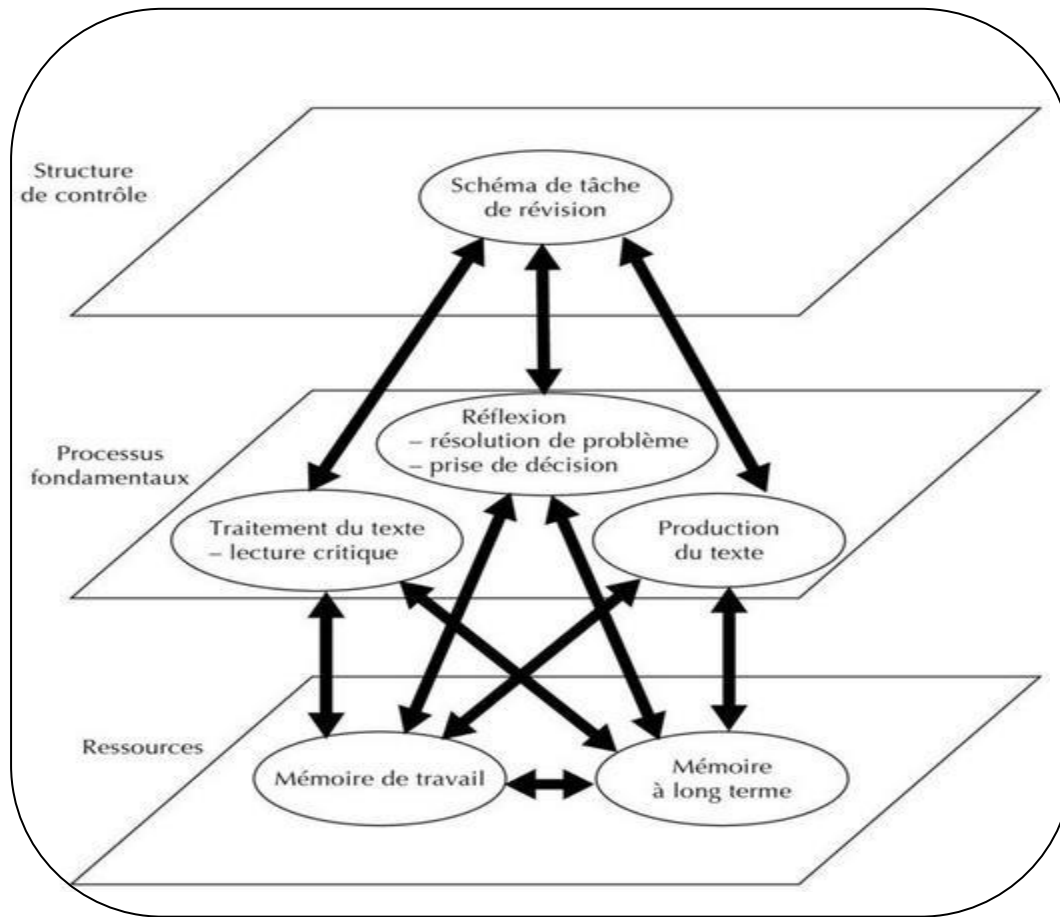 Structure
de contrôle
Schéma de tâche
de révision
Processus
fondamentaux
Réflexion
– résolution de problème
– prise de décision
Traitement du texte
– lecture critique
Production
du texte
Ressources
Mémoire de travail
Mémoire
à long terme